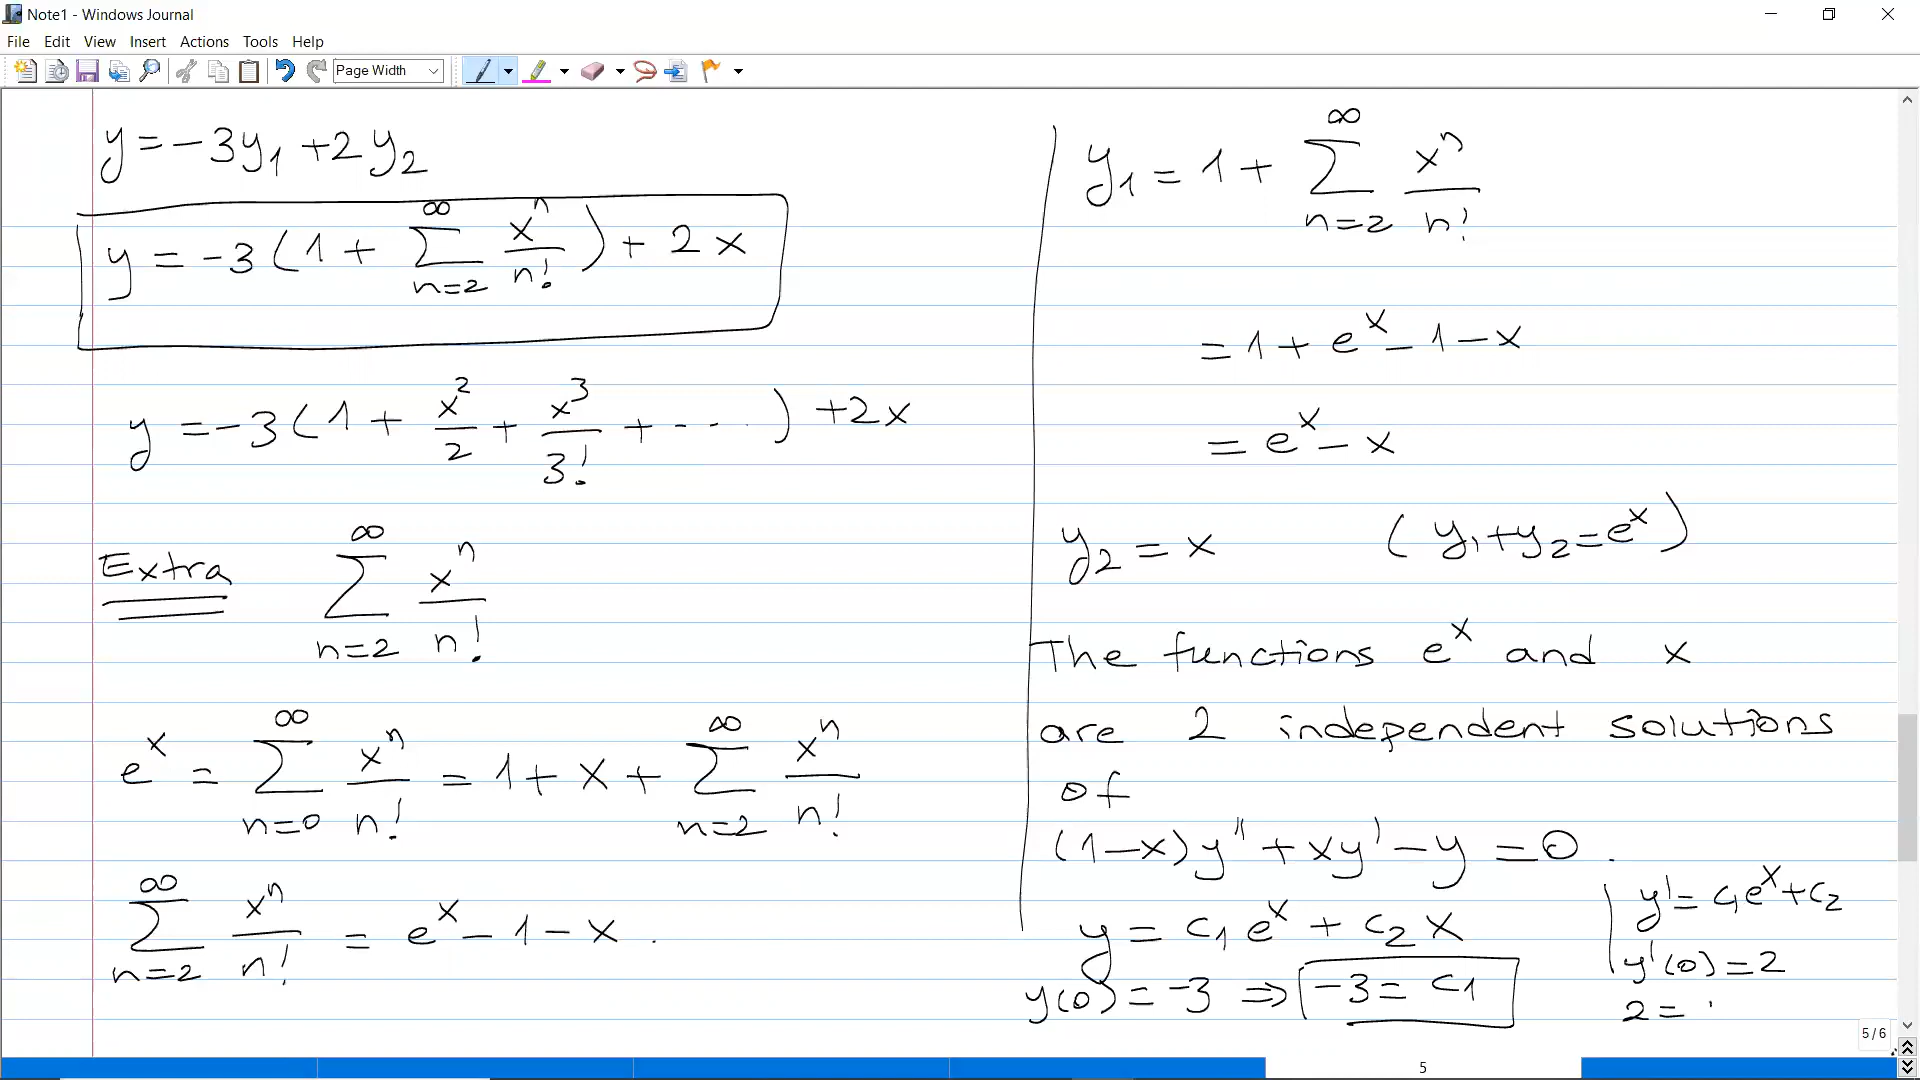 Note1 - Windows Journal
File Edit View Insert Actions Tools Help
Page Width
y = -3y₁ + 2y₂
y = -3 (1 + ∑_{n=2}^{∞} xⁿ/n!) + 2x
y = -3 (1 + x²/2 + x³/3! + ...) + 2x
Extra ∑_{n=2}^{∞} xⁿ/n!
eˣ = ∑_{n=0}^{∞} xⁿ/n! = 1 + x + ∑_{n=2}^{∞} xⁿ/n!
∑_{n=2}^{∞} xⁿ/n! = eˣ - 1 - x.
y₁ = 1 + ∑_{n=2}^{∞} xⁿ/n!
= 1 + eˣ - 1 - x
= eˣ - x
y₂ = x (y₁ + y₂ = eˣ)
The functions eˣ and x
are 2 independent solutions
of
(1-x)y'' + xy' - y = 0.
y = c₁eˣ + c₂x
y(0) = -3 ⇒ -3 = c₁
y' = c₁eˣ + c₂
y'(0) = 2
2 =
5 / 6
5